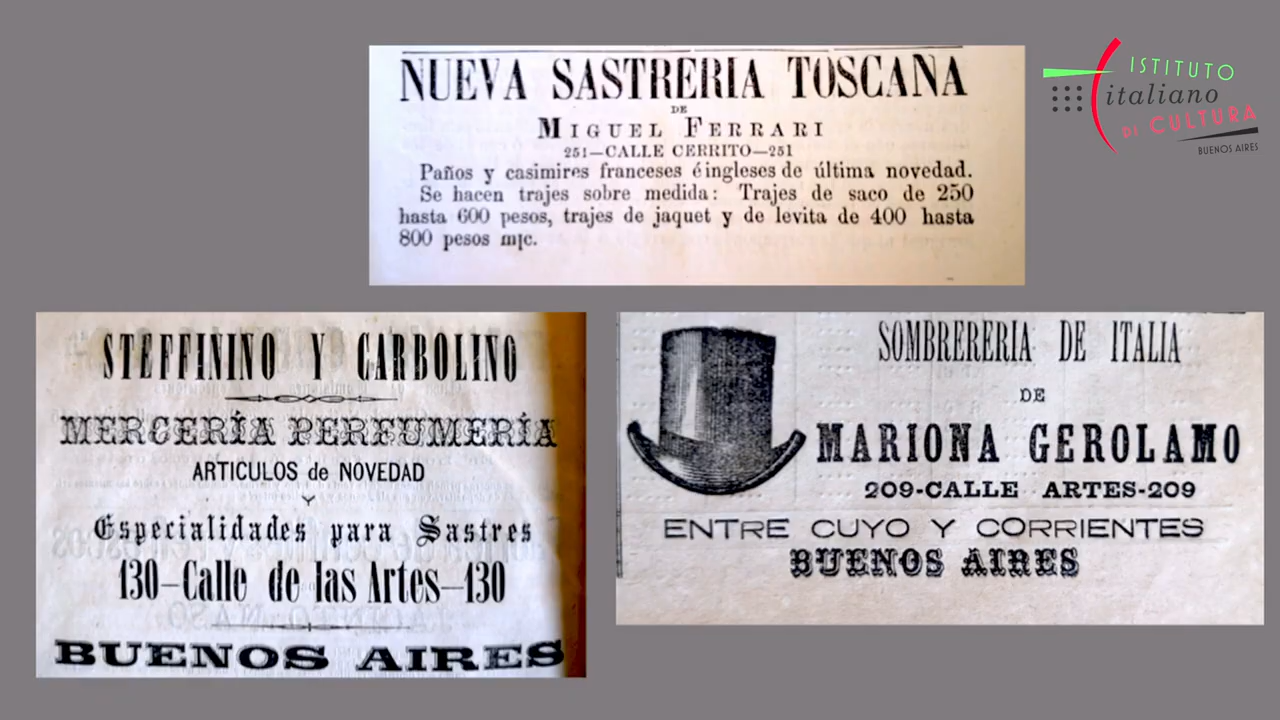 NUEVA SASTRERIA TOSCANA
DE
MIGUEL FERRARI
251—CALLE CERRITO—251
Paños y casimires franceses é ingleses de última novedad.
Se hacen trajes sobre medida: Trajes de saco de 250
hasta 600 pesos, trajes de jaquet y de levita de 400 hasta
800 pesos m|c.
ISTITUTO
italiano
DI CULTURA
BUENOS AIRES
STEFFININO Y GARBOLINO
MERCERÍA PERFUMERÍA
ARTICULOS de NOVEDAD
Y
Especialidades para Sastres
130—Calle de las Artes—130
BUENOS AIRES
SOMBRERERIA DE ITALIA
DE
MARIONA GEROLAMO
209-CALLE ARTES-209
ENTRE CUYO Y CORRIENTES
BUENOS AIRES